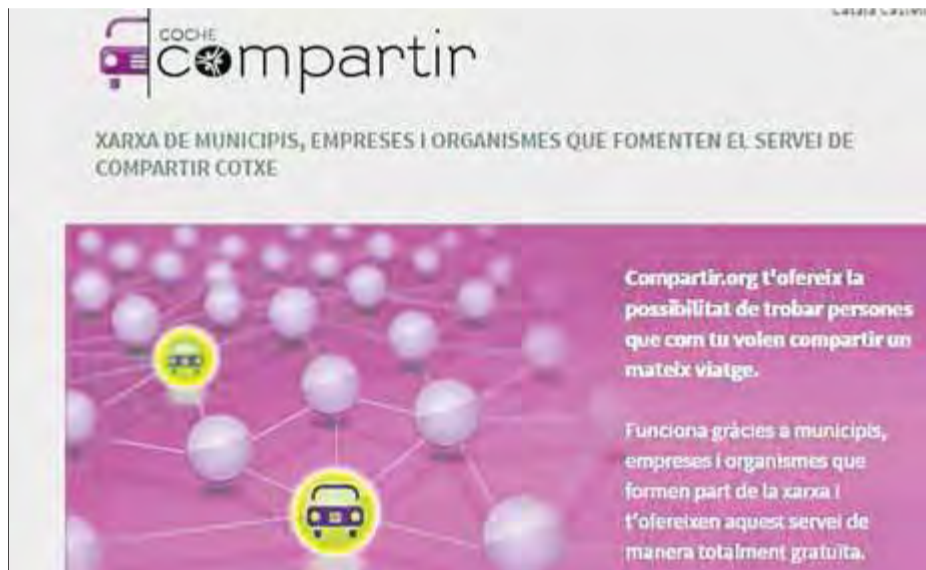 COCHE
compartir
XARXA DE MUNICIPIS, EMPRESES I ORGANISMES QUE FOMENTEN EL SERVEI DE
COMPARTIR COTXE
Compartir.org t'ofereix la
possibilitat de trobar persones
que com tu volen compartir un
mateix viatge.
Funciona gràcies a municipis,
empreses i organismes que
formen part de la xarxa i
t'ofereixen aquest servei de
manera totalment gratuïta.